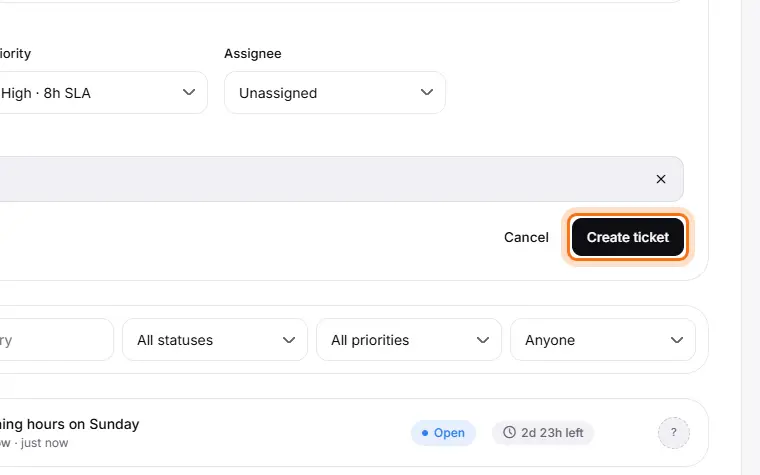 iority Assignee
High · 8h SLA Unassigned
Cancel Create ticket
ry All statuses All priorities Anyone
ning hours on Sunday
Open 2d 23h left ?
ow · just now